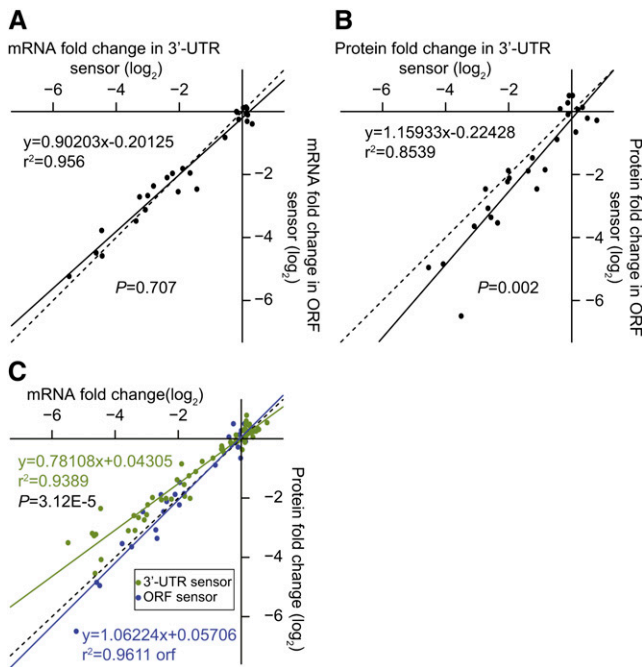 A
mRNA fold change in 3'-UTR
sensor (log2)
−6 −4 −2 0
y=0.90203x-0.20125
r²=0.956
P=0.707
−2
−4
−6
mRNA fold change in ORF
sensor (log2)
B
Protein fold change in 3'-UTR
sensor (log2)
−6 −4 −2 0
y=1.15933x-0.22428
r²=0.8539
P=0.002
−2
−4
−6
Protein fold change in ORF
sensor (log2)
C
mRNA fold change(log2)
−6 −4 −2 0
y=0.78108x+0.04305
r²=0.9389
P=3.12E-5
−2
−4
−6
Protein fold change (log2)
3'-UTR sensor
ORF sensor
y=1.06224x+0.05706
r²=0.9611 orf